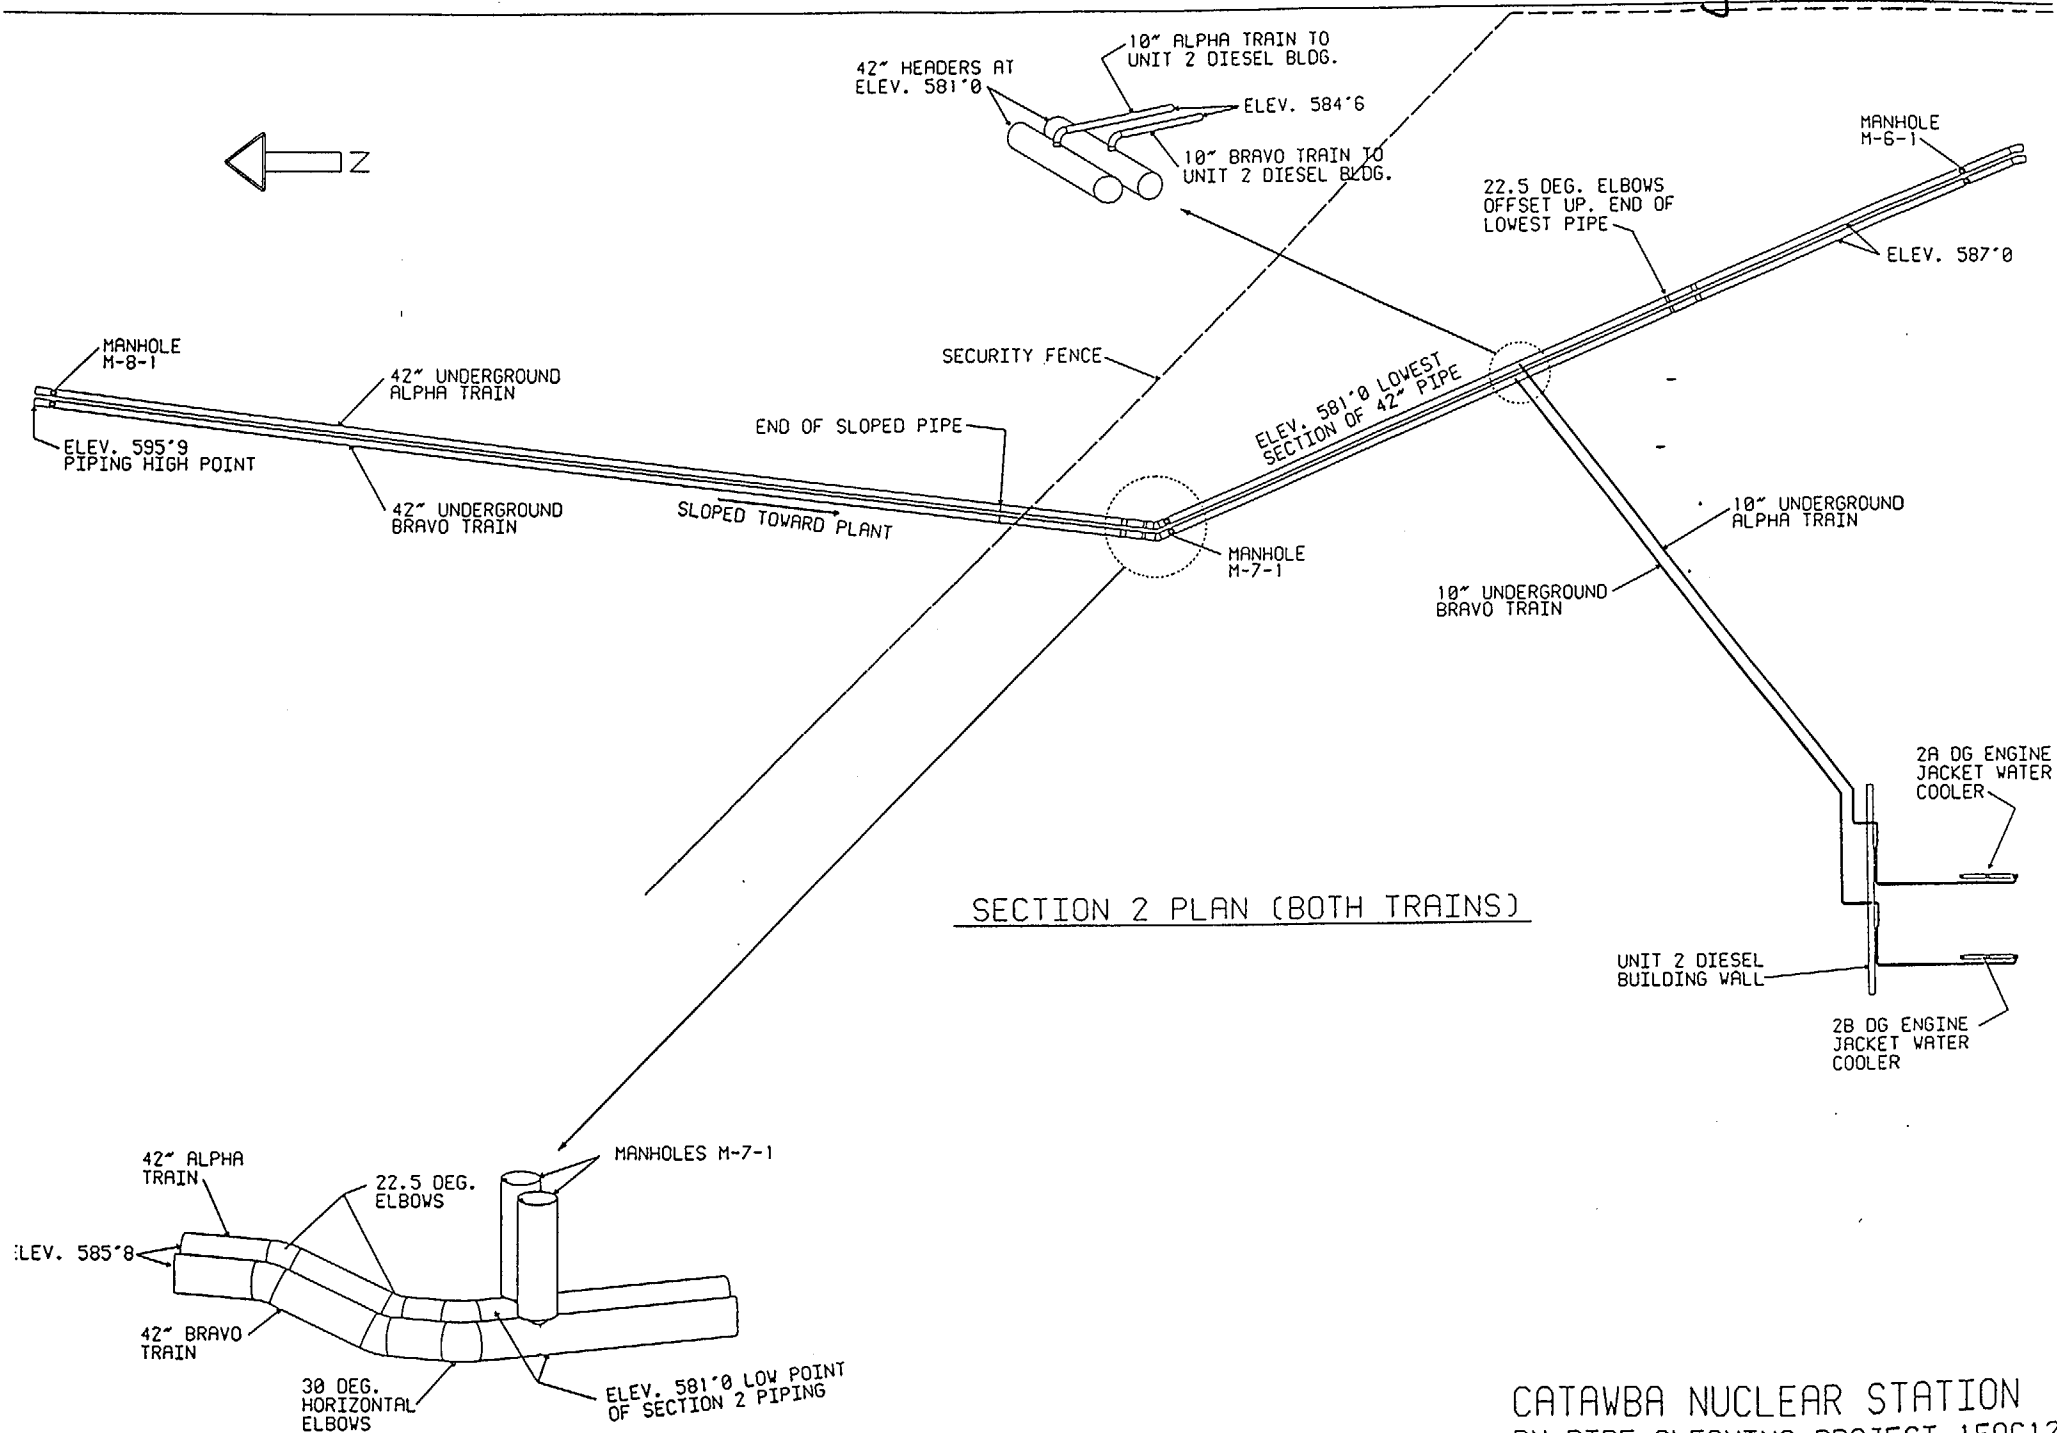 10" ALPHA TRAIN TO
UNIT 2 DIESEL BLDG.
42" HEADERS AT
ELEV. 581'0
ELEV. 584'6
10" BRAVO TRAIN TO
UNIT 2 DIESEL BLDG.
MANHOLE
M-6-1
N
22.5 DEG. ELBOWS
OFFSET UP. END OF
LOWEST PIPE
ELEV. 587'0
MANHOLE
M-8-1
42" UNDERGROUND
ALPHA TRAIN
SECURITY FENCE
ELEV. 581'0 LOWEST
SECTION OF 42" PIPE
END OF SLOPED PIPE
ELEV. 595'9
PIPING HIGH POINT
42" UNDERGROUND
BRAVO TRAIN
SLOPED TOWARD PLANT
10" UNDERGROUND
ALPHA TRAIN
MANHOLE
M-7-1
10" UNDERGROUND
BRAVO TRAIN
2A DG ENGINE
JACKET WATER
COOLER
SECTION 2 PLAN (BOTH TRAINS)
UNIT 2 DIESEL
BUILDING WALL
2B DG ENGINE
JACKET WATER
COOLER
42" ALPHA
TRAIN
22.5 DEG.
ELBOWS
MANHOLES M-7-1
ELEV. 585'8
42" BRAVO
TRAIN
30 DEG.
HORIZONTAL
ELBOWS
ELEV. 581'0 LOW POINT
OF SECTION 2 PIPING
CATAWBA NUCLEAR STATION
PIPE CLEANING PROJECT